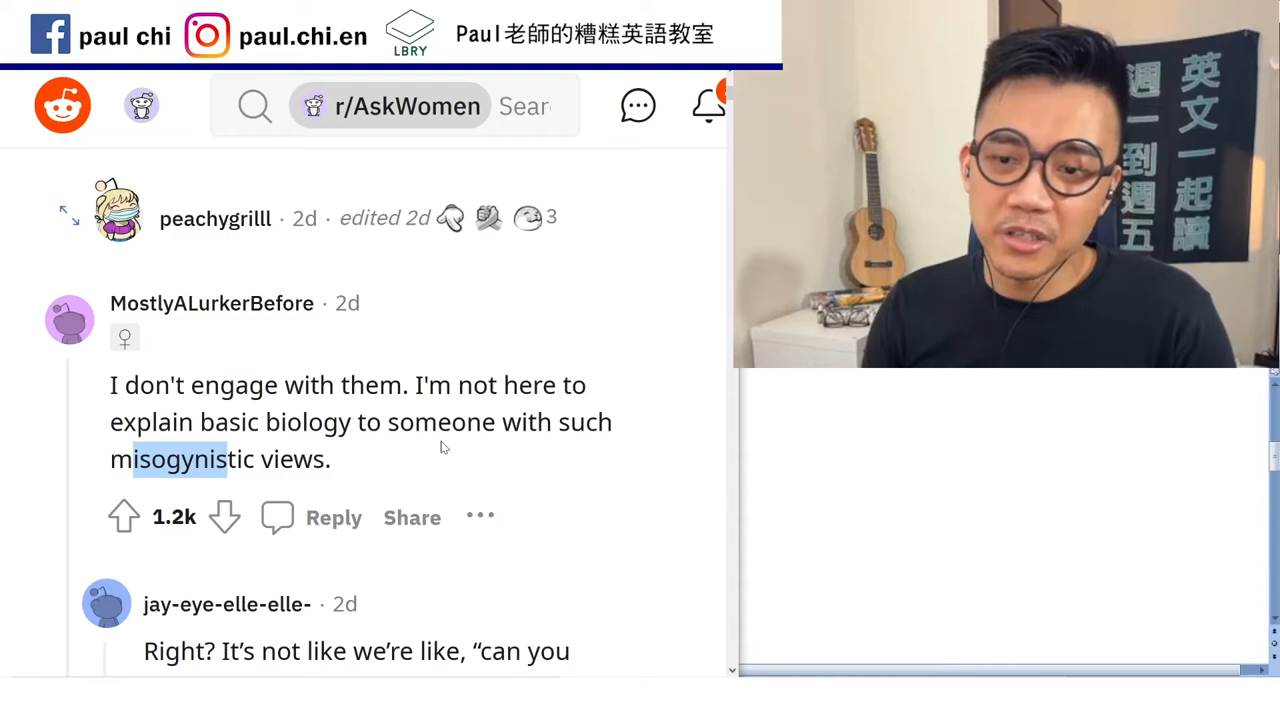 paul chi paul.chi.en LBRY Paul老師的糟糕英語教室
r/AskWomen Sear
peachygrilll · 2d edited 2d 3
MostlyALurkerBefore · 2d
I don't engage with them. I'm not here to
explain basic biology to someone with such
misogynistic views.
1.2k Reply Share
jay-eye-elle-elle- · 2d
Right? It’s not like we’re like, “can you
英文一起讀
週一到週五